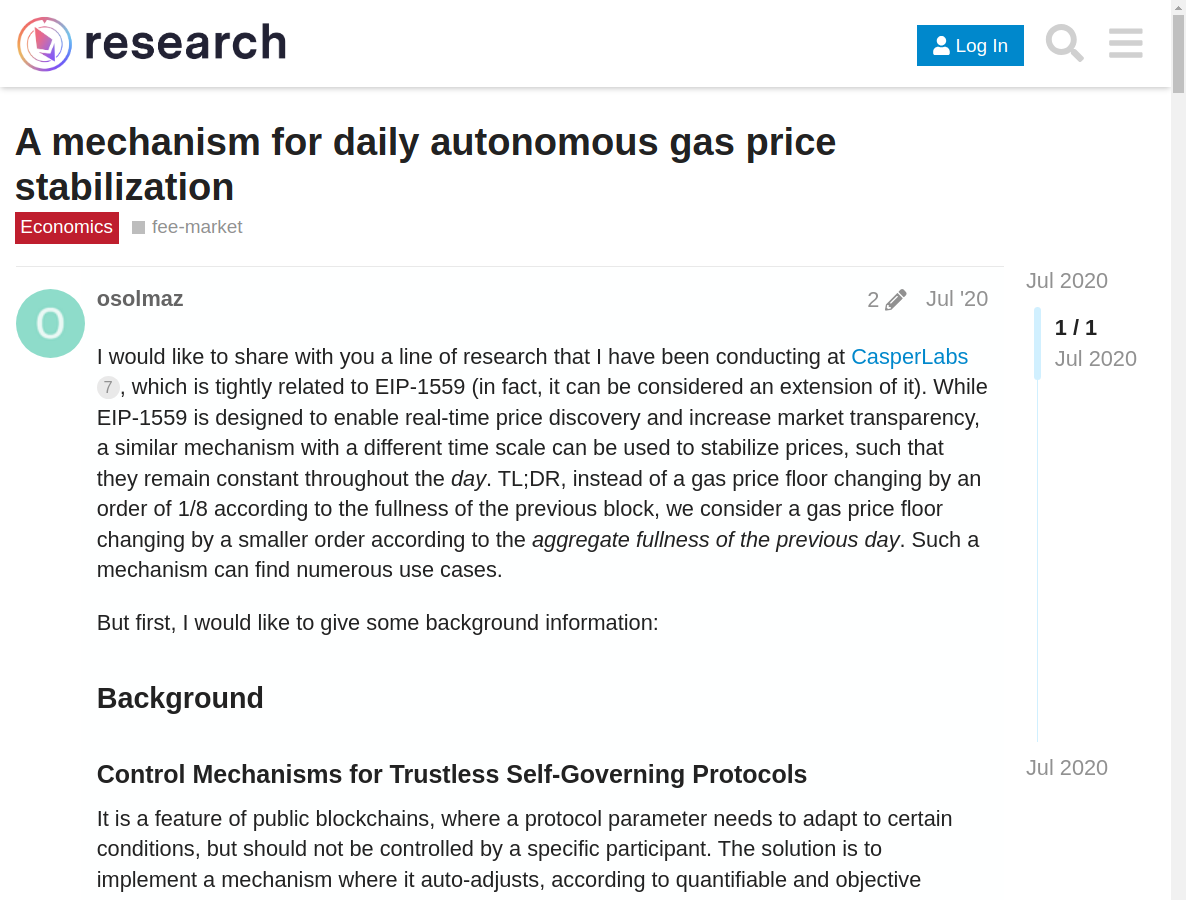 research
Log In
A mechanism for daily autonomous gas price
stabilization
Economics fee-market
Jul 2020
O
osolmaz 2 Jul '20
1 / 1
Jul 2020
I would like to share with you a line of research that I have been conducting at CasperLabs
7, which is tightly related to EIP-1559 (in fact, it can be considered an extension of it). While
EIP-1559 is designed to enable real-time price discovery and increase market transparency,
a similar mechanism with a different time scale can be used to stabilize prices, such that
they remain constant throughout the day. TL;DR, instead of a gas price floor changing by an
order of 1/8 according to the fullness of the previous block, we consider a gas price floor
changing by a smaller order according to the aggregate fullness of the previous day. Such a
mechanism can find numerous use cases.
But first, I would like to give some background information:
Background
Control Mechanisms for Trustless Self-Governing Protocols
Jul 2020
It is a feature of public blockchains, where a protocol parameter needs to adapt to certain
conditions, but should not be controlled by a specific participant. The solution is to
implement a mechanism where it auto-adjusts, according to quantifiable and objective